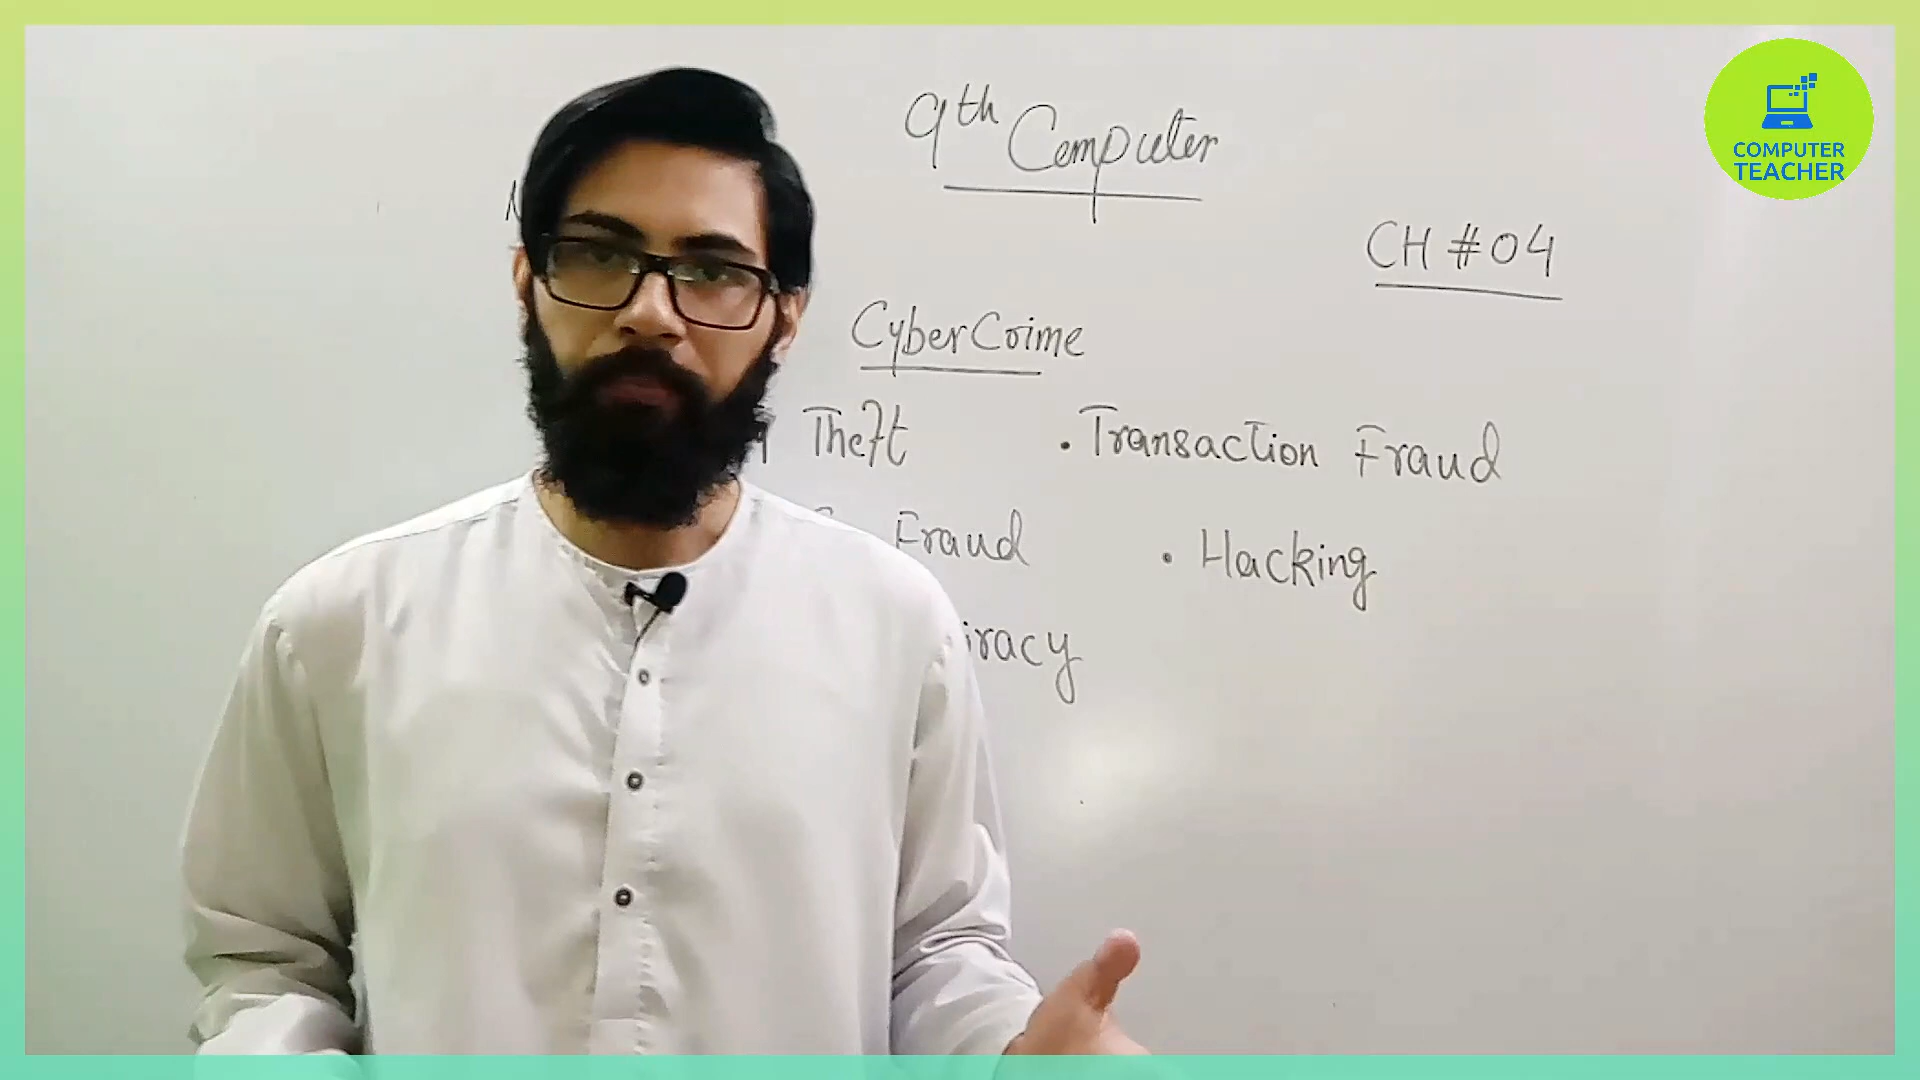 9th Computer
COMPUTER
TEACHER
CH # 04
CyberCrime
Theft
• Transaction Fraud
Fraud
• Hacking